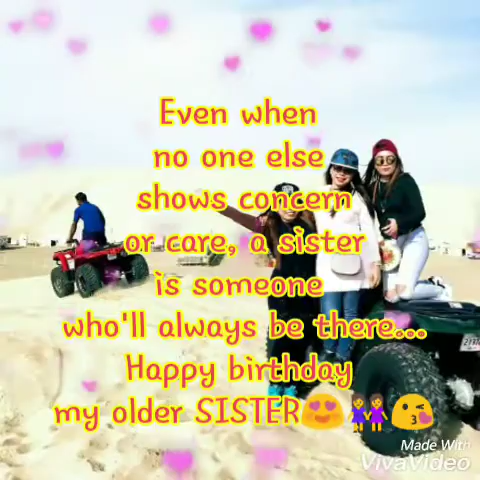 Even when
no one else
shows concern
or care, a sister
is someone
who'll always be there...
Happy birthday
my older SISTER😍👭😘
Made With
VivaVideo